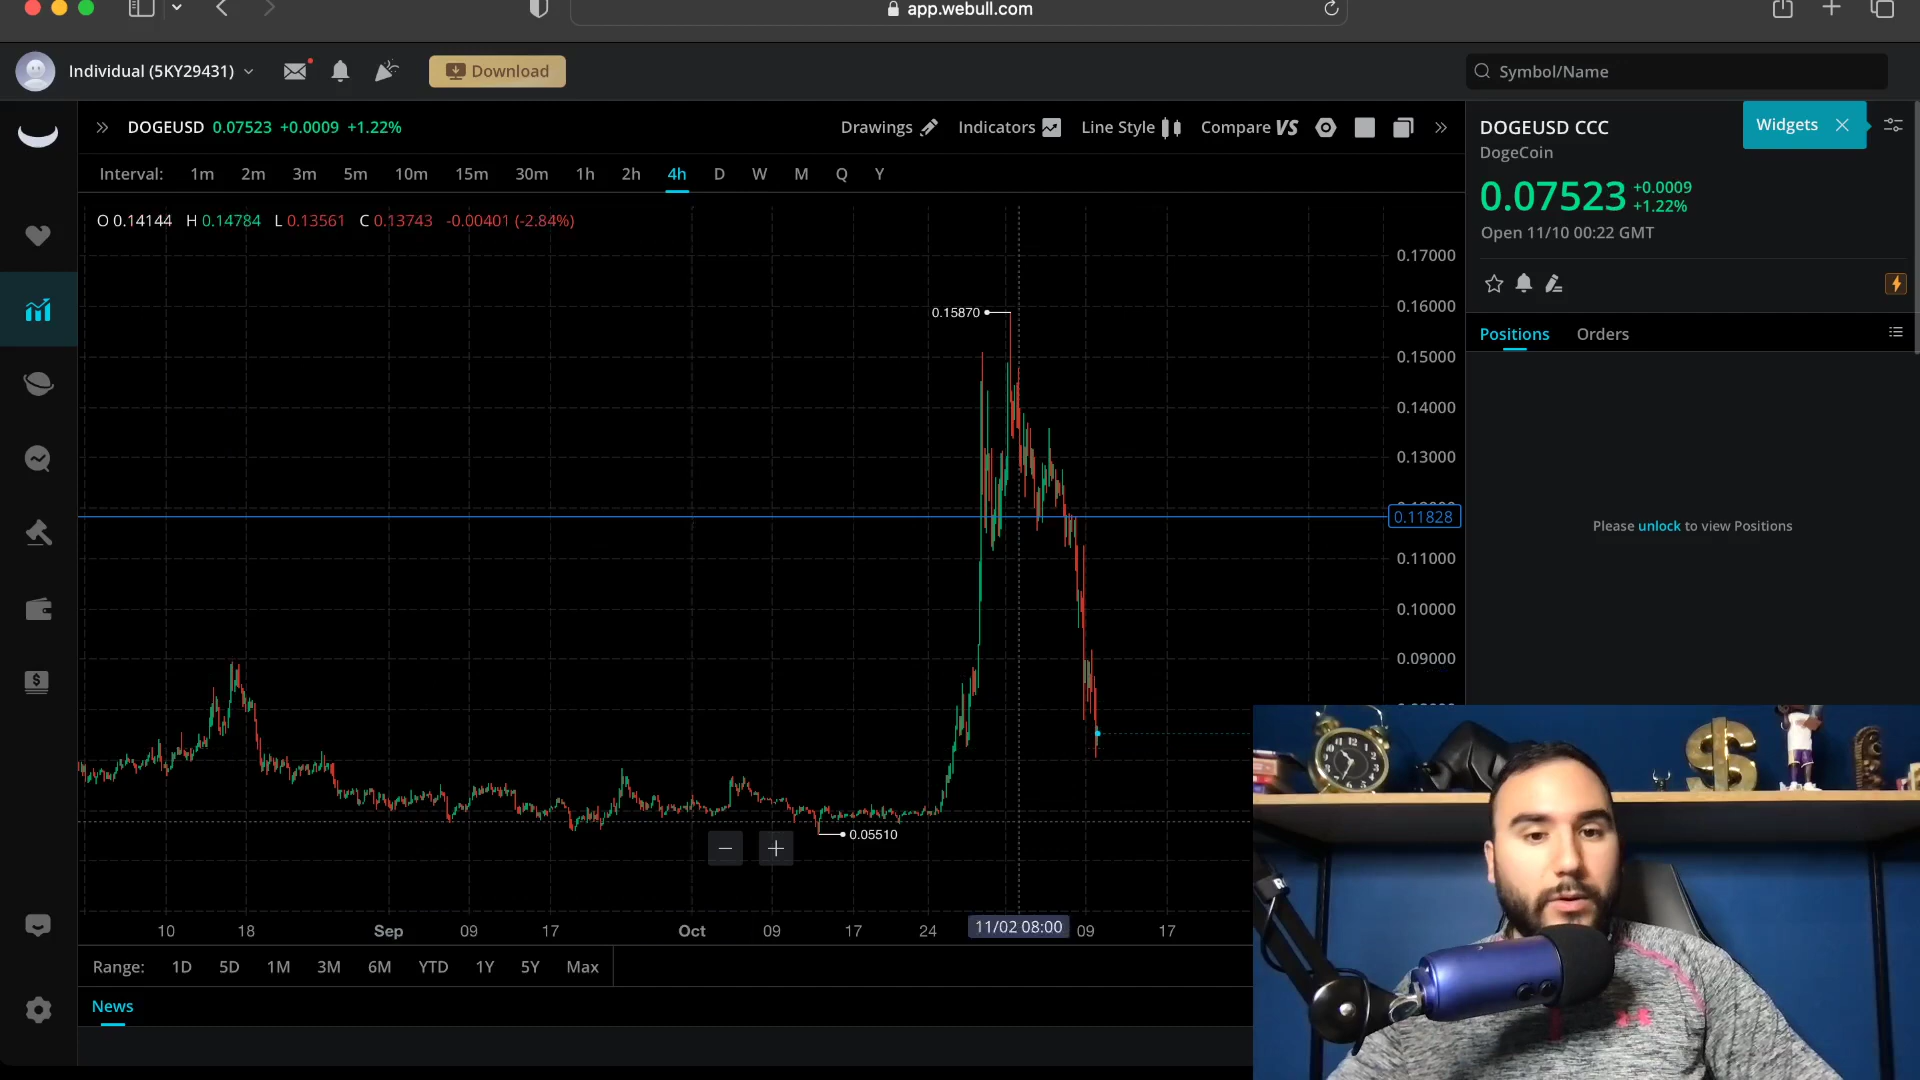 app.webull.com
Individual (5KY29431)
Download
Symbol/Name
DOGEUSD 0.07523 +0.0009 +1.22%
Drawings
Indicators
Line Style
Compare VS
Interval: 1m 2m 3m 5m 10m 15m 30m 1h 2h 4h D W M Q Y
O 0.14144 H 0.14784 L 0.13561 C 0.13743 -0.00401 (-2.84%)
0.17000
0.16000
0.15870
0.15000
0.14000
0.13000
0.11828
0.11000
0.10000
0.09000
0.05510
10 18 Sep 09 17 Oct 09 17 24 11/02 08:00 09 17
Range: 1D 5D 1M 3M 6M YTD 1Y 5Y Max
News
DOGEUSD CCC
Widgets
DogeCoin
0.07523 +0.0009
+1.22%
Open 11/10 00:22 GMT
Positions Orders
Please unlock to view Positions